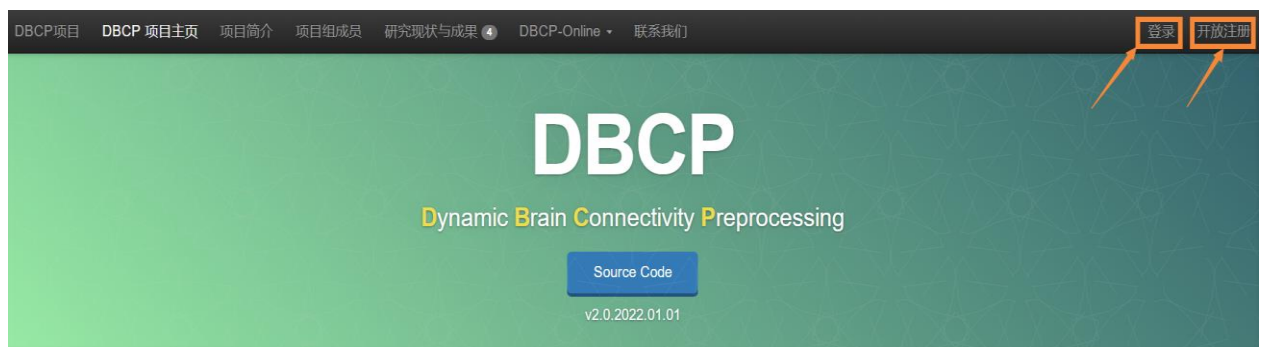 DBCP项目 DBCP 项目主页 项目简介 项目组成员 研究现状与成果 4 DBCP-Online 联系我们 登录 开放注册
DBCP
Dynamic Brain Connectivity Preprocessing
Source Code
v2.0.2022.01.01